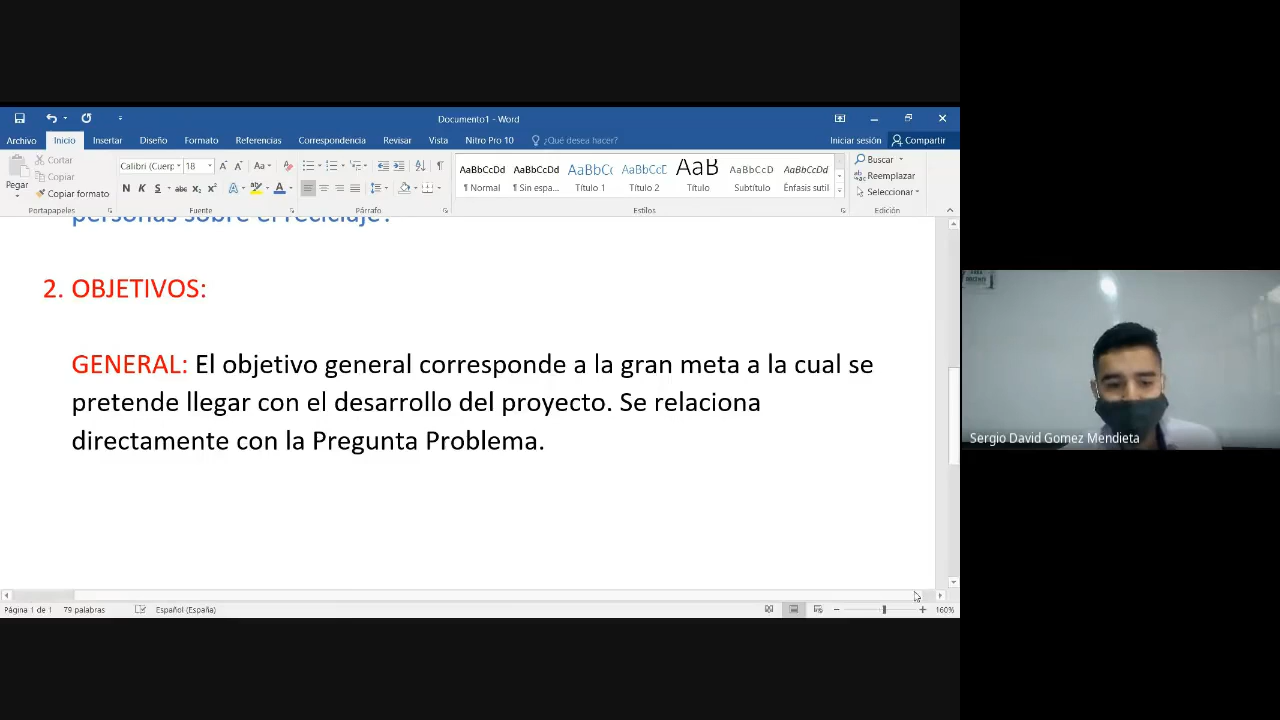 Documento1 - Word
Archivo Inicio Insertar Diseño Formato Referencias Correspondencia Revisar Vista Nitro Pro 10 ¿Qué desea hacer? Iniciar sesión Compartir
Pegar
Cortar
Copiar
Copiar formato
Portapapeles
Calibri (Cuerp 18
N K S abc x₂ x² A A
Fuente
Párrafo
AaBbCcDd AaBbCcDd AaBbCc AaBbCcD AaB AaBbCcD AaBbCcDd
¶ Normal ¶ Sin espa... Título 1 Título 2 Título Subtítulo Énfasis sutil
Estilos
Buscar
Reemplazar
Seleccionar
Edición
personas sobre el reciclaje?
2. OBJETIVOS:
GENERAL: El objetivo general corresponde a la gran meta a la cual se
pretende llegar con el desarrollo del proyecto. Se relaciona
directamente con la Pregunta Problema.
Página 1 de 1 79 palabras Español (España) 160%
Sergio David Gomez Mendieta